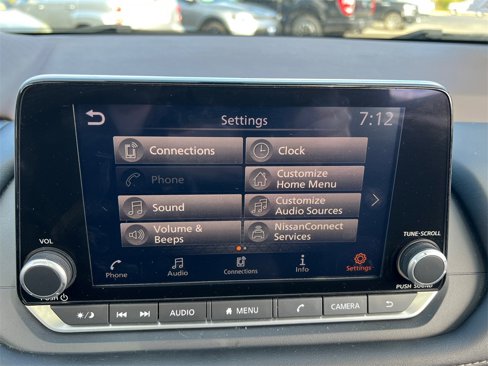 Settings
7:12
Connections
Clock
Phone
Customize
Home Menu
Sound
Customize
Audio Sources
Volume &
Beeps
NissanConnect
Services
Phone
Audio
Connections
Info
Settings
VOL
PUSH
TUNE-SCROLL
PUSH SOUND
AUDIO
MENU
CAMERA